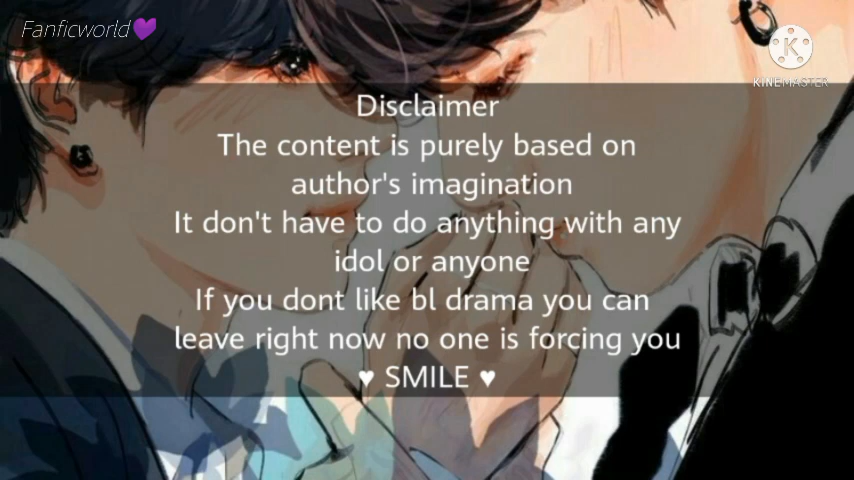 Fanficworld💜
K
KINEMASTER
Disclaimer
The content is purely based on
author's imagination
It don't have to do anything with any
idol or anyone
If you dont like bl drama you can
leave right now no one is forcing you
♥ SMILE ♥